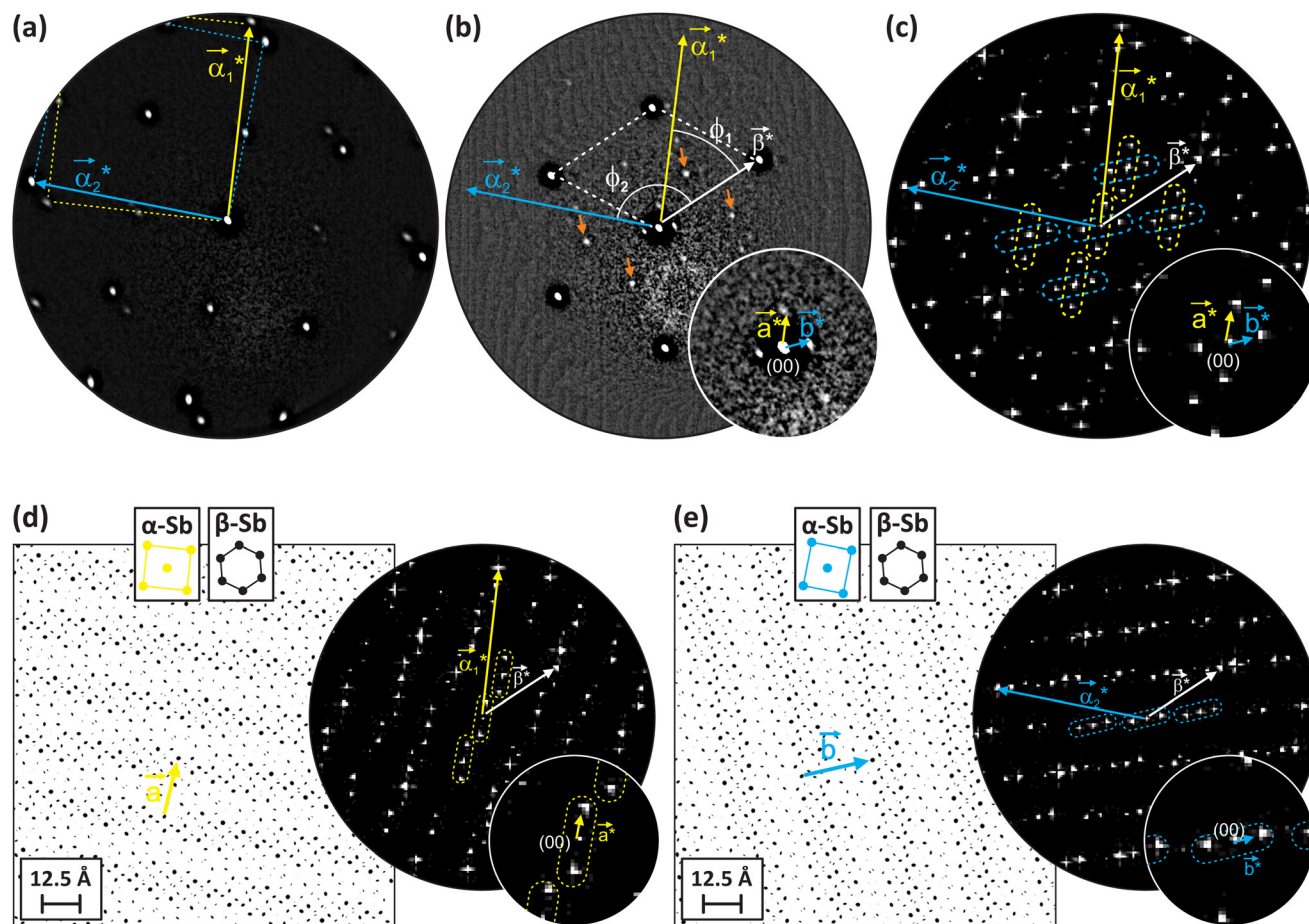 (a)
α₁*
α₂*
(b)
α₁*
ϕ₁
β*
ϕ₂
α₂*
a*
b*
(00)
(c)
α₁*
β*
α₂*
a*
b*
(00)
(d)
α-Sb
β-Sb
α₁*
β*
a
(00)
a*
12.5 Å
(e)
α-Sb
β-Sb
α₂*
β*
b
(00)
b*
12.5 Å